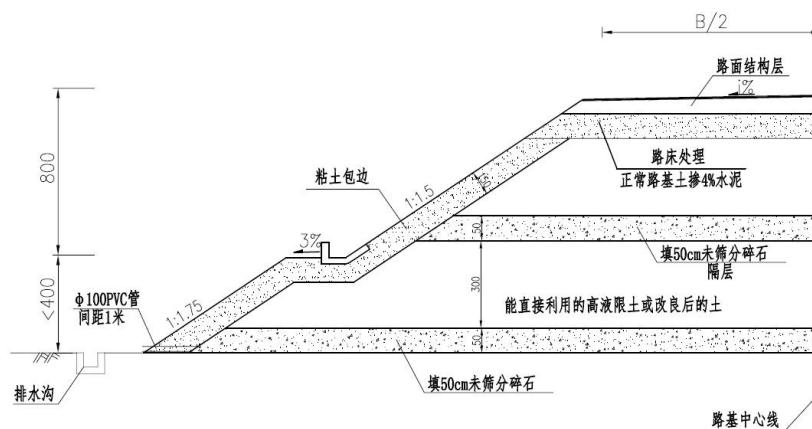 B/2
路面结构层
i%
800
粘土包边
1:1.5
路床处理
正常路基土掺4%水泥
3%
50
填50cm未筛分碎石
隔层
<400
φ100PVC管
间距1米
1:1.75
300
能直接利用的高液限土或改良后的土
50
排水沟
填50cm未筛分碎石
路基中心线